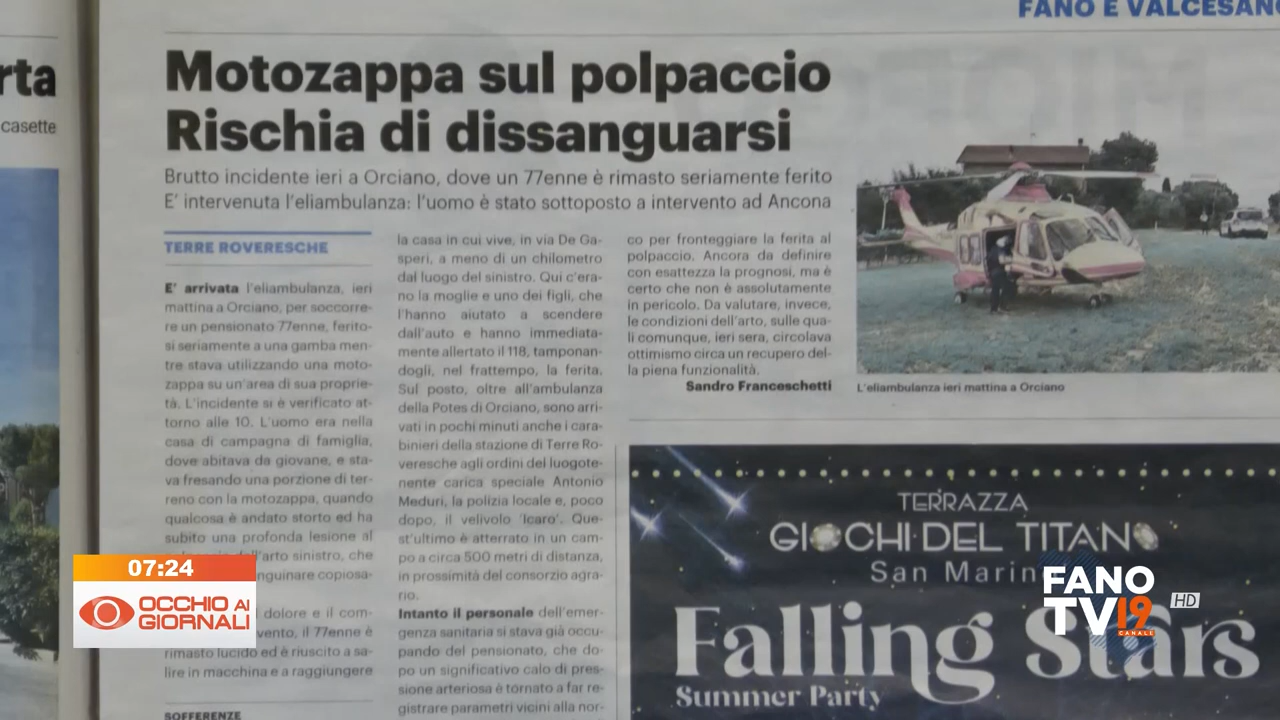 FANO E VALCESANO
rta
casette
Motozappa sul polpaccio
Rischia di dissanguarsi
Brutto incidente ieri a Orciano, dove un 77enne è rimasto seriamente ferito
E' intervenuta l'eliambulanza: l'uomo è stato sottoposto a intervento ad Ancona
TERRE ROVERESCHE
E' arrivata l'eliambulanza, ieri
mattina a Orciano, per soccorre-
re un pensionato 77enne, ferito-
si seriamente a una gamba men-
tre stava utilizzando una moto-
zappa su un'area di sua proprie-
tà. L'incidente si è verificato at-
torno alle 10. L'uomo era nella
casa di campagna di famiglia,
dove abitava da giovane, e sta-
va fresando una porzione di ter-
reno con la motozappa, quando
qualcosa è andato storto ed ha
subito una profonda lesione al
dell'arto sinistro, che
nguinare copiosa-
l dolore e il com-
vento, il 77enne è
rimasto lucido ed è riuscito a sa-
lire in macchina e a raggiungere
SOFFERENZE
la casa in cui vive, in via De Ga-
speri, a meno di un chilometro
dal luogo del sinistro. Qui c'era-
no la moglie e uno dei figli, che
l'hanno aiutato a scendere
dall'auto e hanno immediata-
mente allertato il 118, tamponan-
dogli, nel frattempo, la ferita.
Sul posto, oltre all'ambulanza
della Potes di Orciano, sono arri-
vati in pochi minuti anche i cara-
binieri della stazione di Terre Ro-
veresche agli ordini del luogote-
nente carica speciale Antonio
Meduri, la polizia locale e, poco
dopo, il velivolo 'Icaro'. Que-
st'ultimo è atterrato in un cam-
po a circa 500 metri di distanza,
in prossimità del consorzio agra-
rio.
Intanto il personale dell'emer-
genza sanitaria si stava già occu-
pando del pensionato, che do-
po un significativo calo di pres-
sione arteriosa è tornato a far re-
gistrare parametri vicini alla nor-
co per fronteggiare la ferita al
polpaccio. Ancora da definire
con esattezza la prognosi, ma è
certo che non è assolutamente
in pericolo. Da valutare, invece,
le condizioni dell'arto, sulle qua-
li comunque, ieri sera, circolava
ottimismo circa un recupero del-
la piena funzionalità.
Sandro Franceschetti
L'eliambulanza ieri mattina a Orciano
TERRAZZA
GIOCHI DEL TITANO
San Marin
Falling Stars
Summer Party
07:24
OCCHIO AI
GIORNALI
FANO
TV19
CANALE
HD